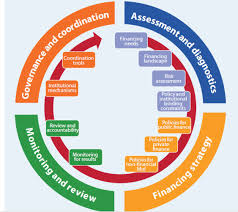 Governance and coordination
Assessment and diagnostics
Financing strategy
Monitoring and review
Financing
needs
Financing
landscape
Risk
assessment
Policy and
institutional
binding
constraints
Policies for
public finance
Policies for
private
finance
Policies for
non-financial
MoI
Monitoring
for results
Review and
accountability
Institutional
mechanisms
Coordination
tools